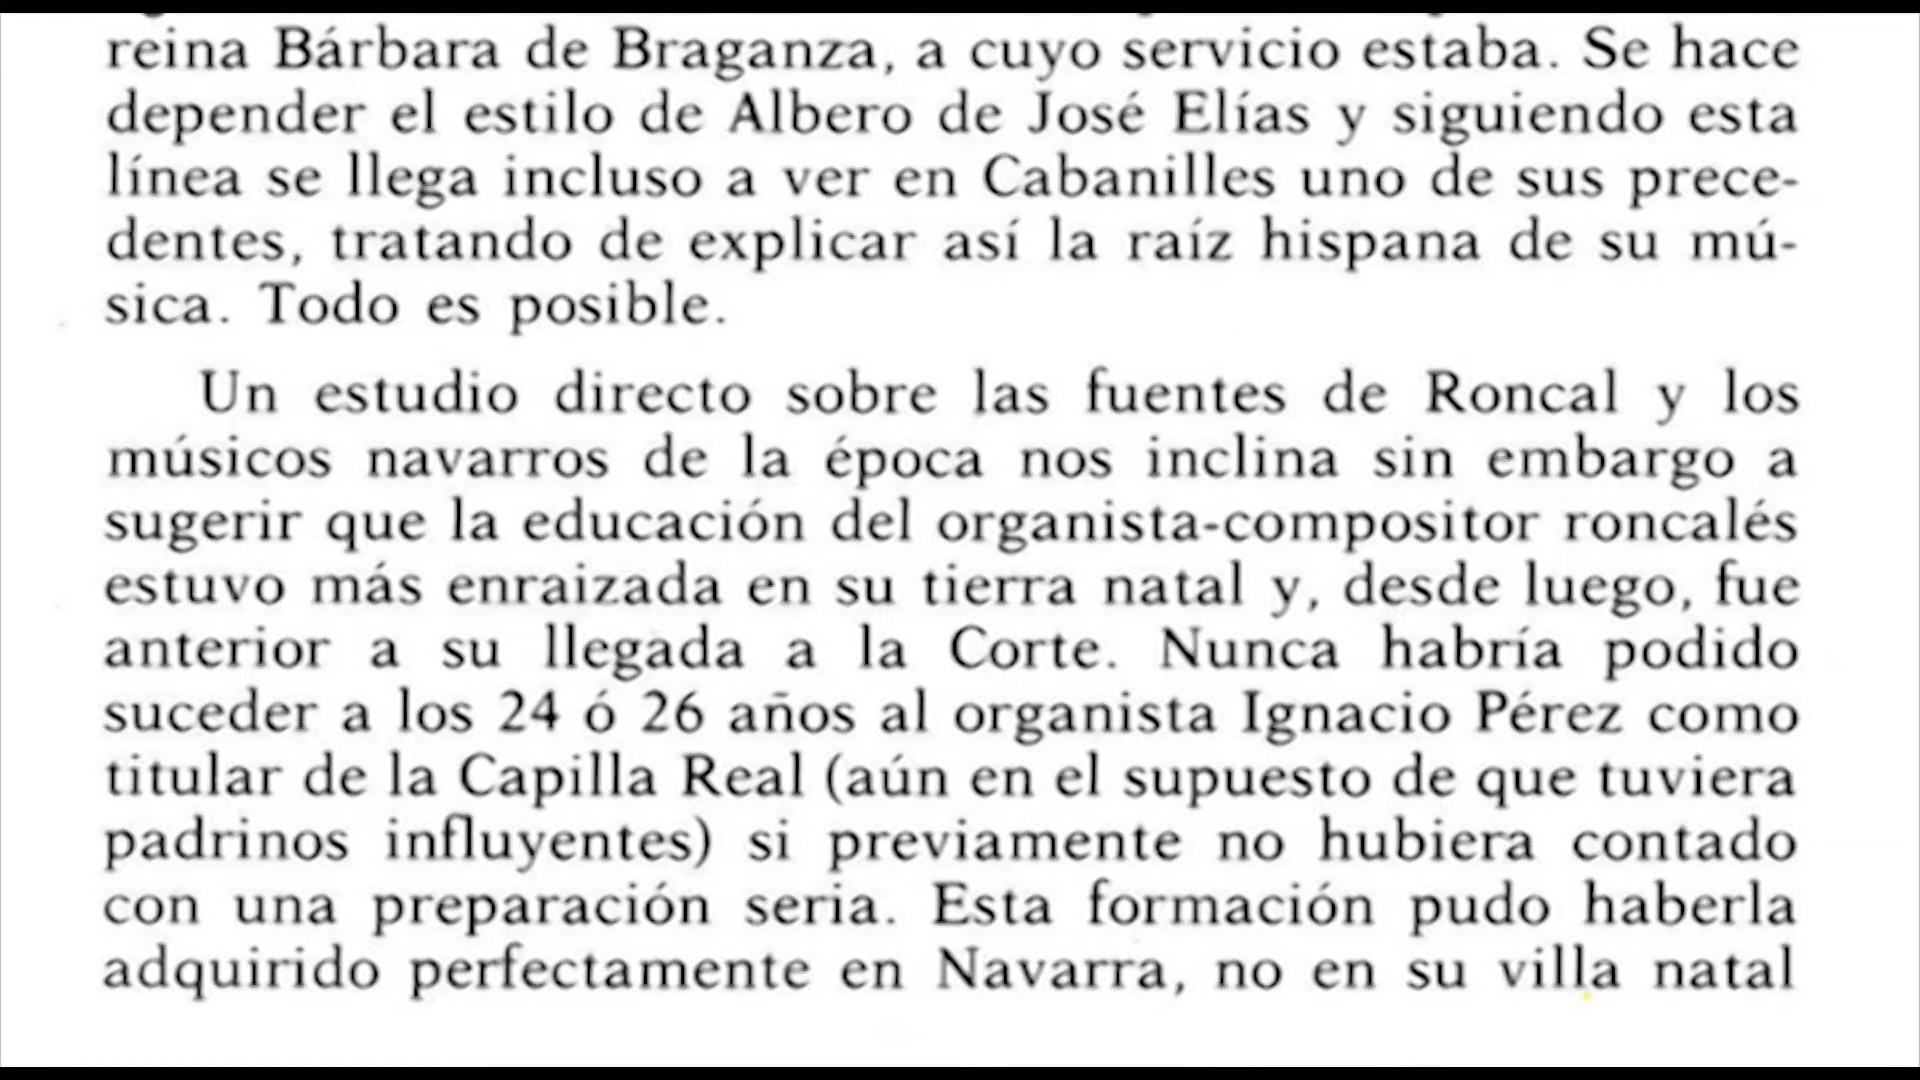 reina Bárbara de Braganza, a cuyo servicio estaba. Se hace
depender el estilo de Albero de José Elías y siguiendo esta
línea se llega incluso a ver en Cabanilles uno de sus prece-
dentes, tratando de explicar así la raíz hispana de su mú-
sica. Todo es posible.
Un estudio directo sobre las fuentes de Roncal y los
músicos navarros de la época nos inclina sin embargo a
sugerir que la educación del organista-compositor roncalés
estuvo más enraizada en su tierra natal y, desde luego, fue
anterior a su llegada a la Corte. Nunca habría podido
suceder a los 24 ó 26 años al organista Ignacio Pérez como
titular de la Capilla Real (aún en el supuesto de que tuviera
padrinos influyentes) si previamente no hubiera contado
con una preparación seria. Esta formación pudo haberla
adquirido perfectamente en Navarra, no en su villa natal